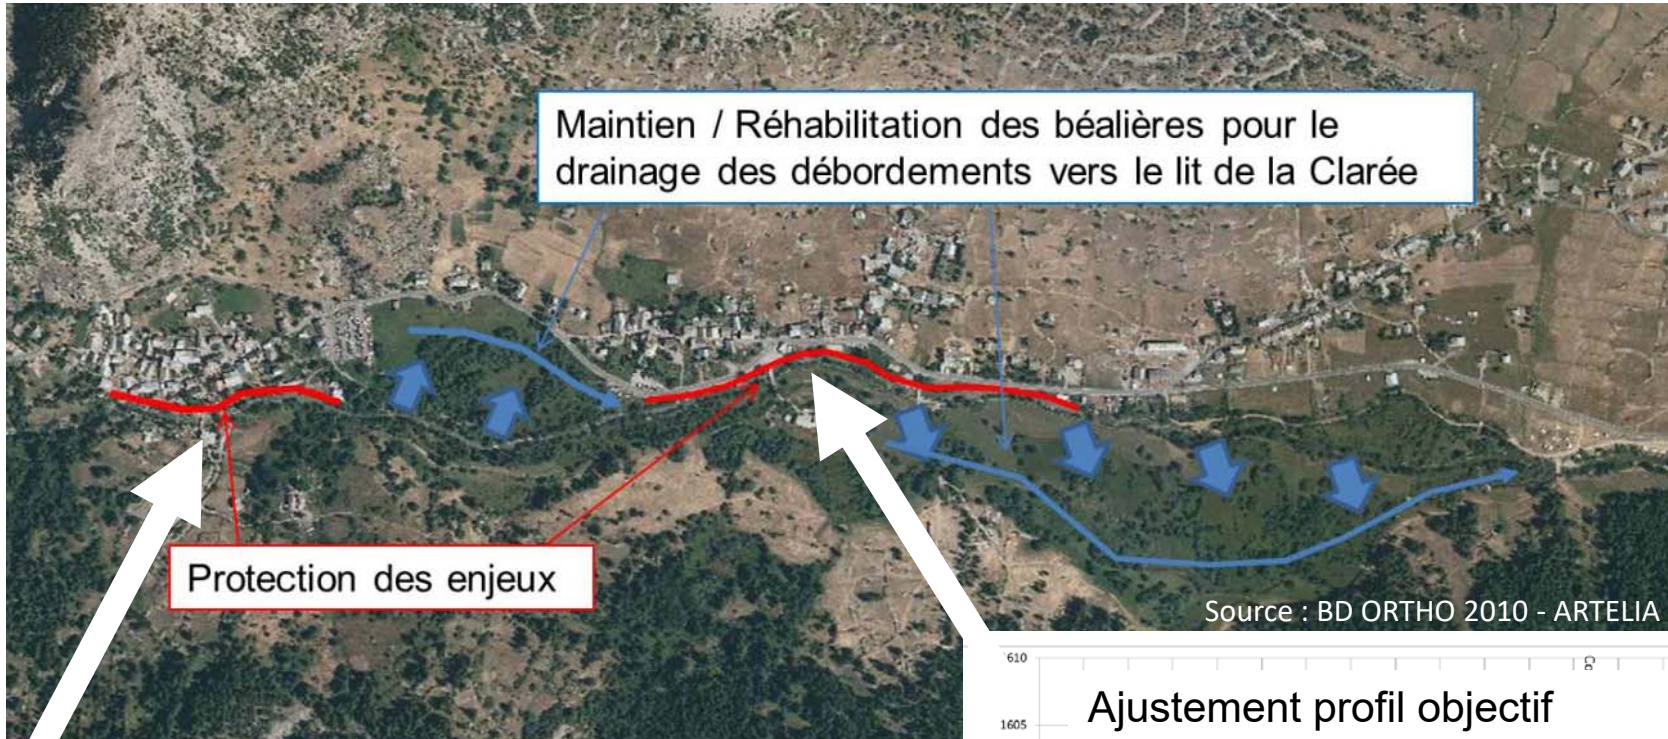 Maintien / Réhabilitation des béalières pour le
drainage des débordements vers le lit de la Clarée
Protection des enjeux
Source : BD ORTHO 2010 - ARTELIA
1610
Ajustement profil objectif
1605